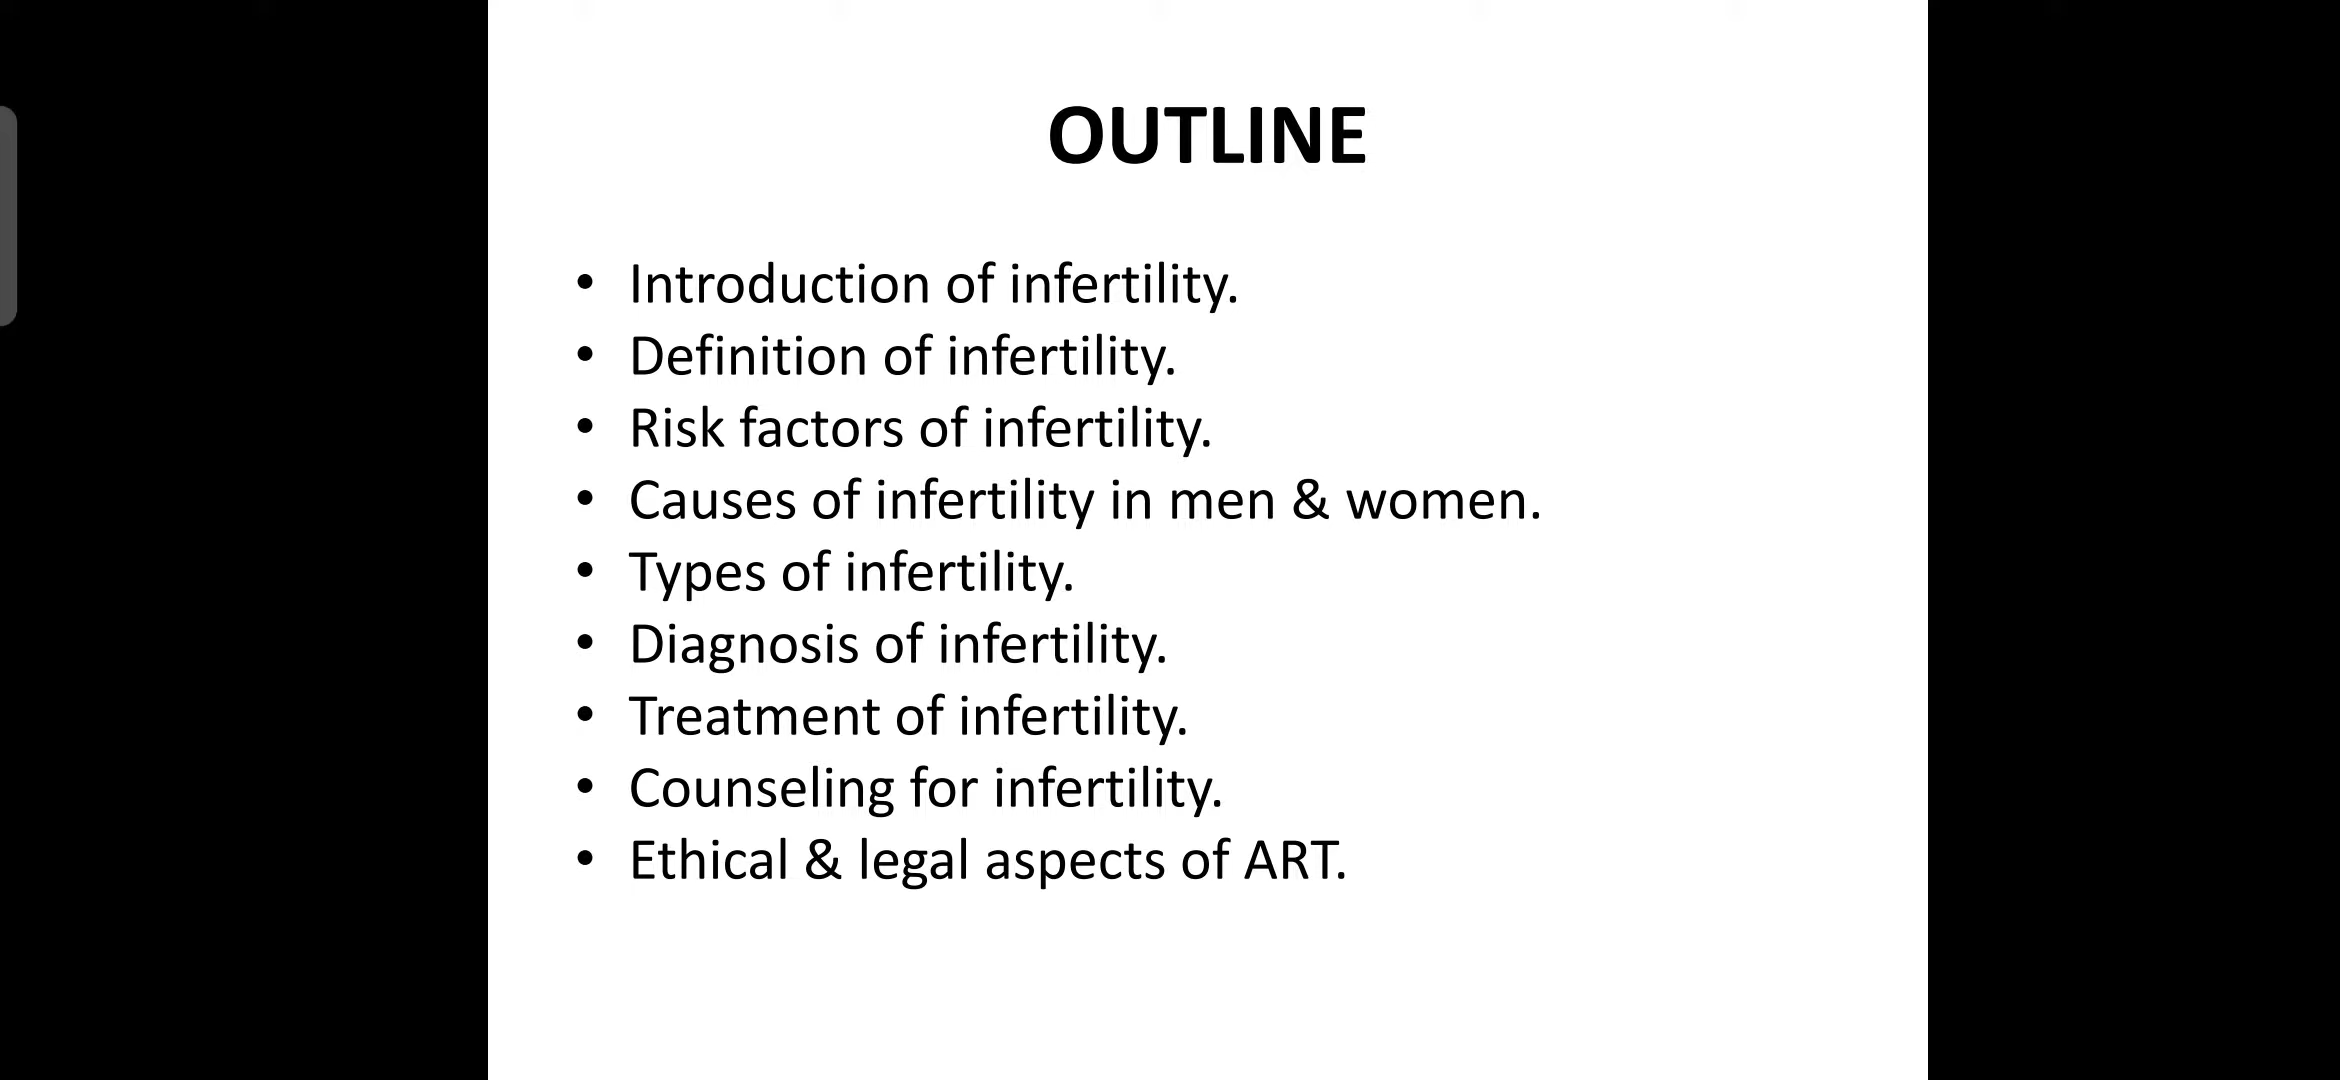 OUTLINE
• Introduction of infertility.
• Definition of infertility.
• Risk factors of infertility.
• Causes of infertility in men & women.
• Types of infertility.
• Diagnosis of infertility.
• Treatment of infertility.
• Counseling for infertility.
• Ethical & legal aspects of ART.